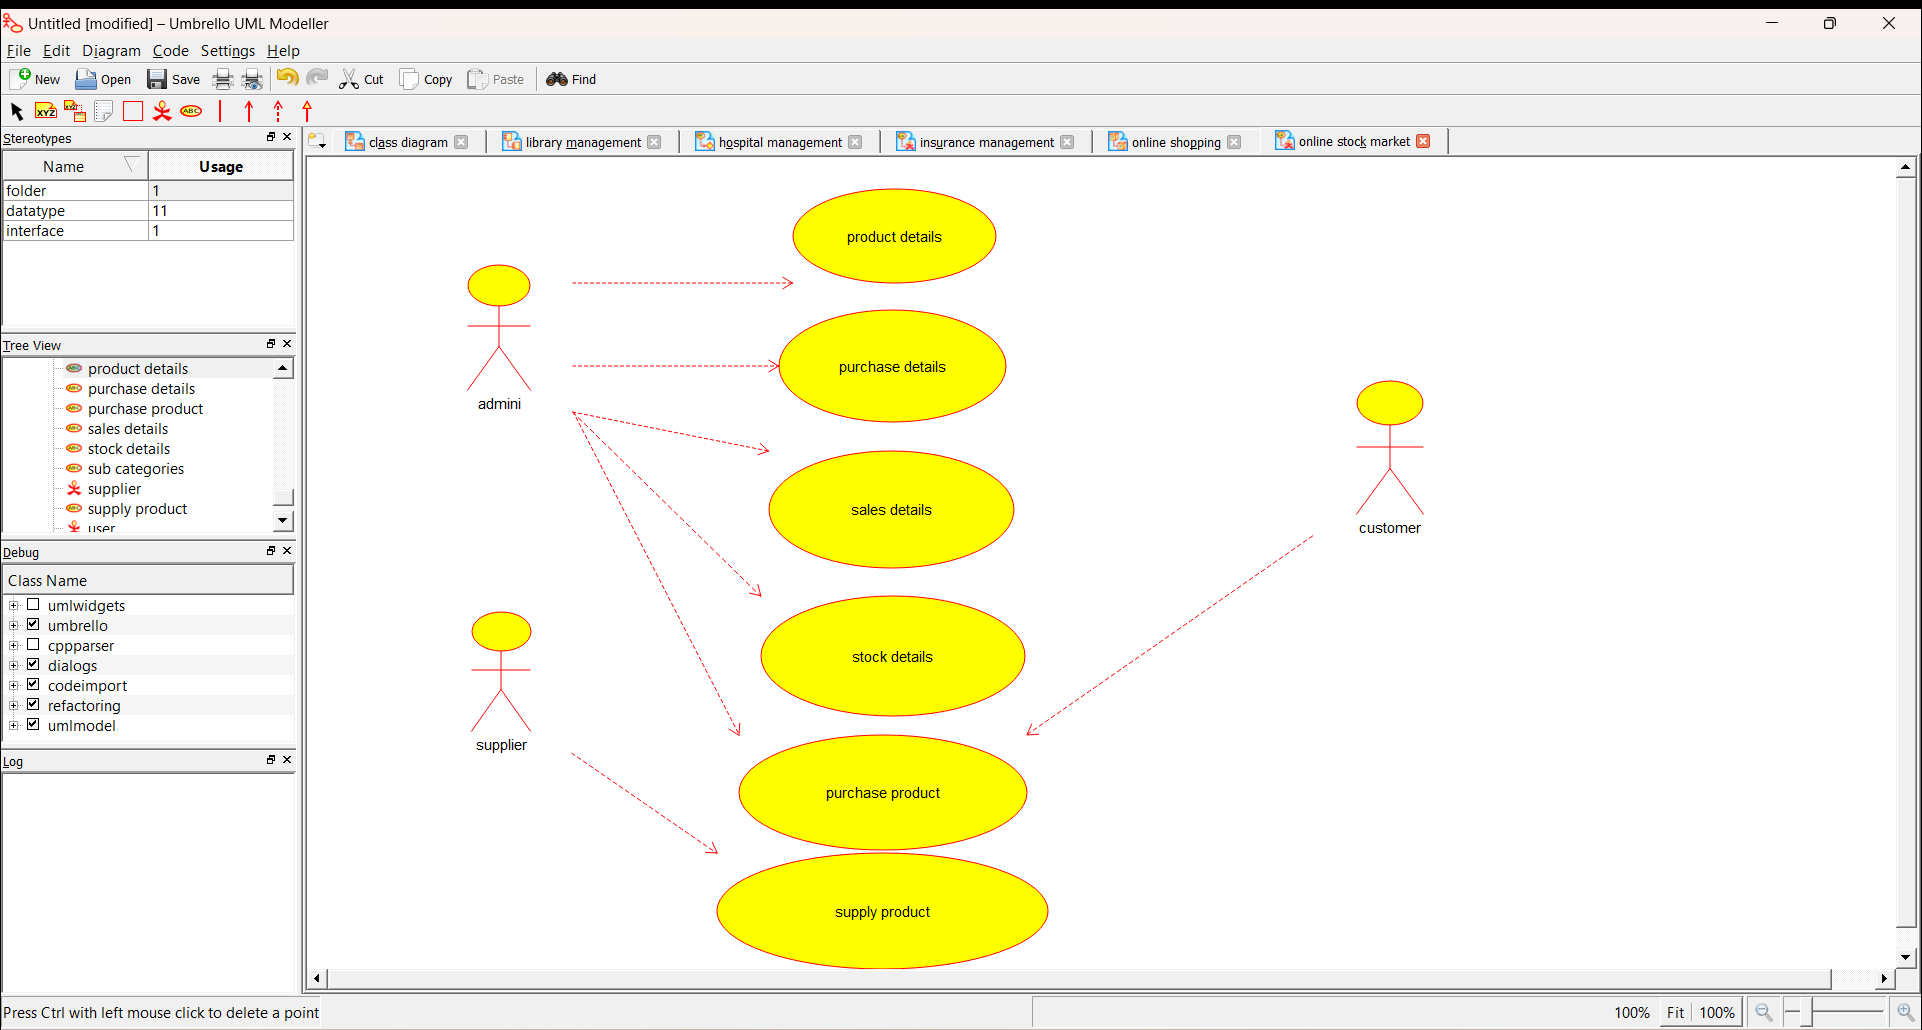 Untitled [modified] – Umbrello UML Modeller
File Edit Diagram Code Settings Help
New Open Save Cut Copy Paste Find
XYZ XYZ ABC
Stereotypes
class diagram library management hospital management insurance management online shopping online stock market
Name Usage
folder 1
datatype 11
interface 1
Tree View
product details
purchase details
purchase product
sales details
stock details
sub categories
supplier
supply product
user
Debug
Class Name
umlwidgets
umbrello
cppparser
dialogs
codeimport
refactoring
umlmodel
Log
product details
admini
purchase details
customer
sales details
stock details
supplier
purchase product
supply product
Press Ctrl with left mouse click to delete a point
100% Fit 100%